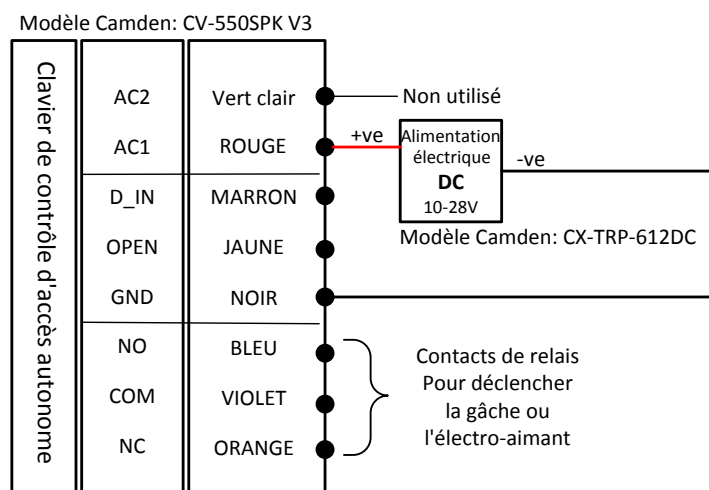 Modèle Camden: CV-550SPK V3
Clavier de contrôle d'accès autonome
AC2 Vert clair Non utilisé
AC1 ROUGE +ve
Alimentation
électrique
DC
10-28V
-ve
Modèle Camden: CX-TRP-612DC
D_IN MARRON
OPEN JAUNE
GND NOIR
NO BLEU
COM VIOLET
NC ORANGE
Contacts de relais
Pour déclencher
la gâche ou
l'électro-aimant